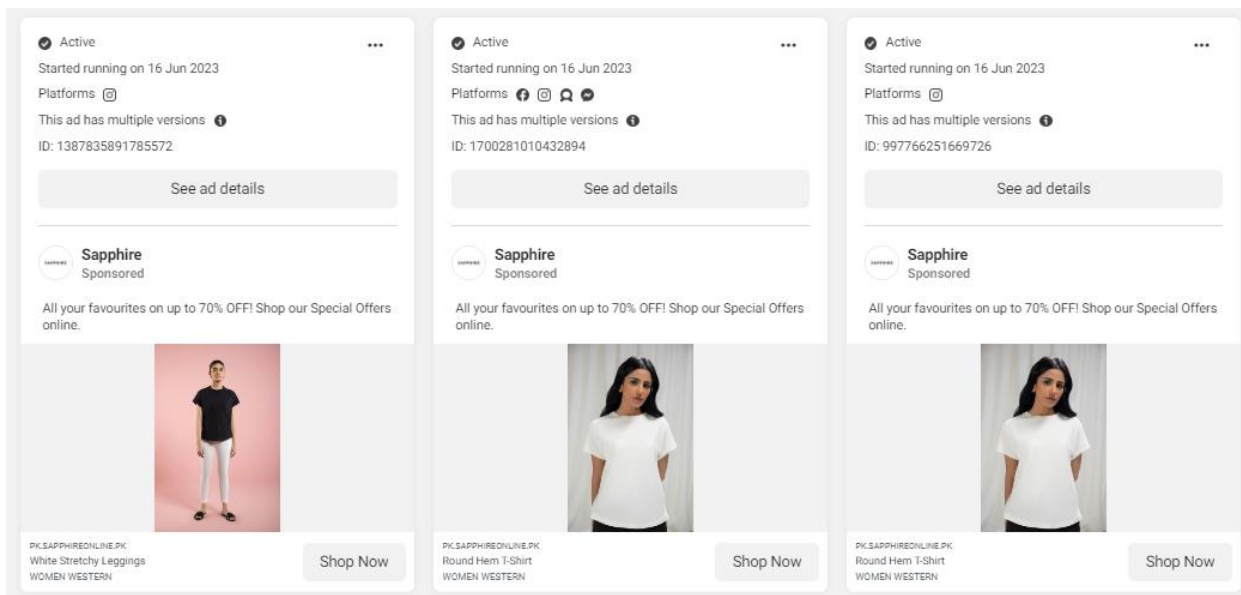 Active
Started running on 16 Jun 2023
Platforms
This ad has multiple versions
ID: 1387835891785572
See ad details
SAPPHIRE
Sapphire
Sponsored
All your favourites on up to 70% OFF! Shop our Special Offers
online.
PK.SAPPHIREONLINE.PK
White Stretchy Leggings
WOMEN WESTERN
Shop Now
Active
Started running on 16 Jun 2023
Platforms
This ad has multiple versions
ID: 1700281010432894
See ad details
SAPPHIRE
Sapphire
Sponsored
All your favourites on up to 70% OFF! Shop our Special Offers
online.
PK.SAPPHIREONLINE.PK
Round Hem T-Shirt
WOMEN WESTERN
Shop Now
Active
Started running on 16 Jun 2023
Platforms
This ad has multiple versions
ID: 997766251669726
See ad details
SAPPHIRE
Sapphire
Sponsored
All your favourites on up to 70% OFF! Shop our Special Offers
online.
PK.SAPPHIREONLINE.PK
Round Hem T-Shirt
WOMEN WESTERN
Shop Now